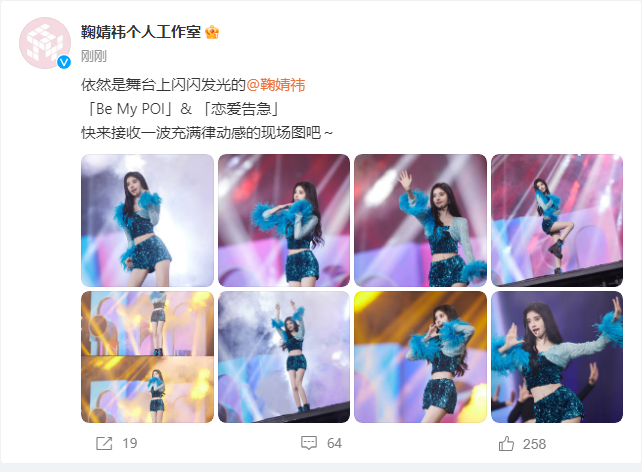 鞠婧祎个人工作室
刚刚
依然是舞台上闪闪发光的@鞠婧祎
「Be My POI」&「恋爱告急」
快来接收一波充满律动感的现场图吧～
19
64
258